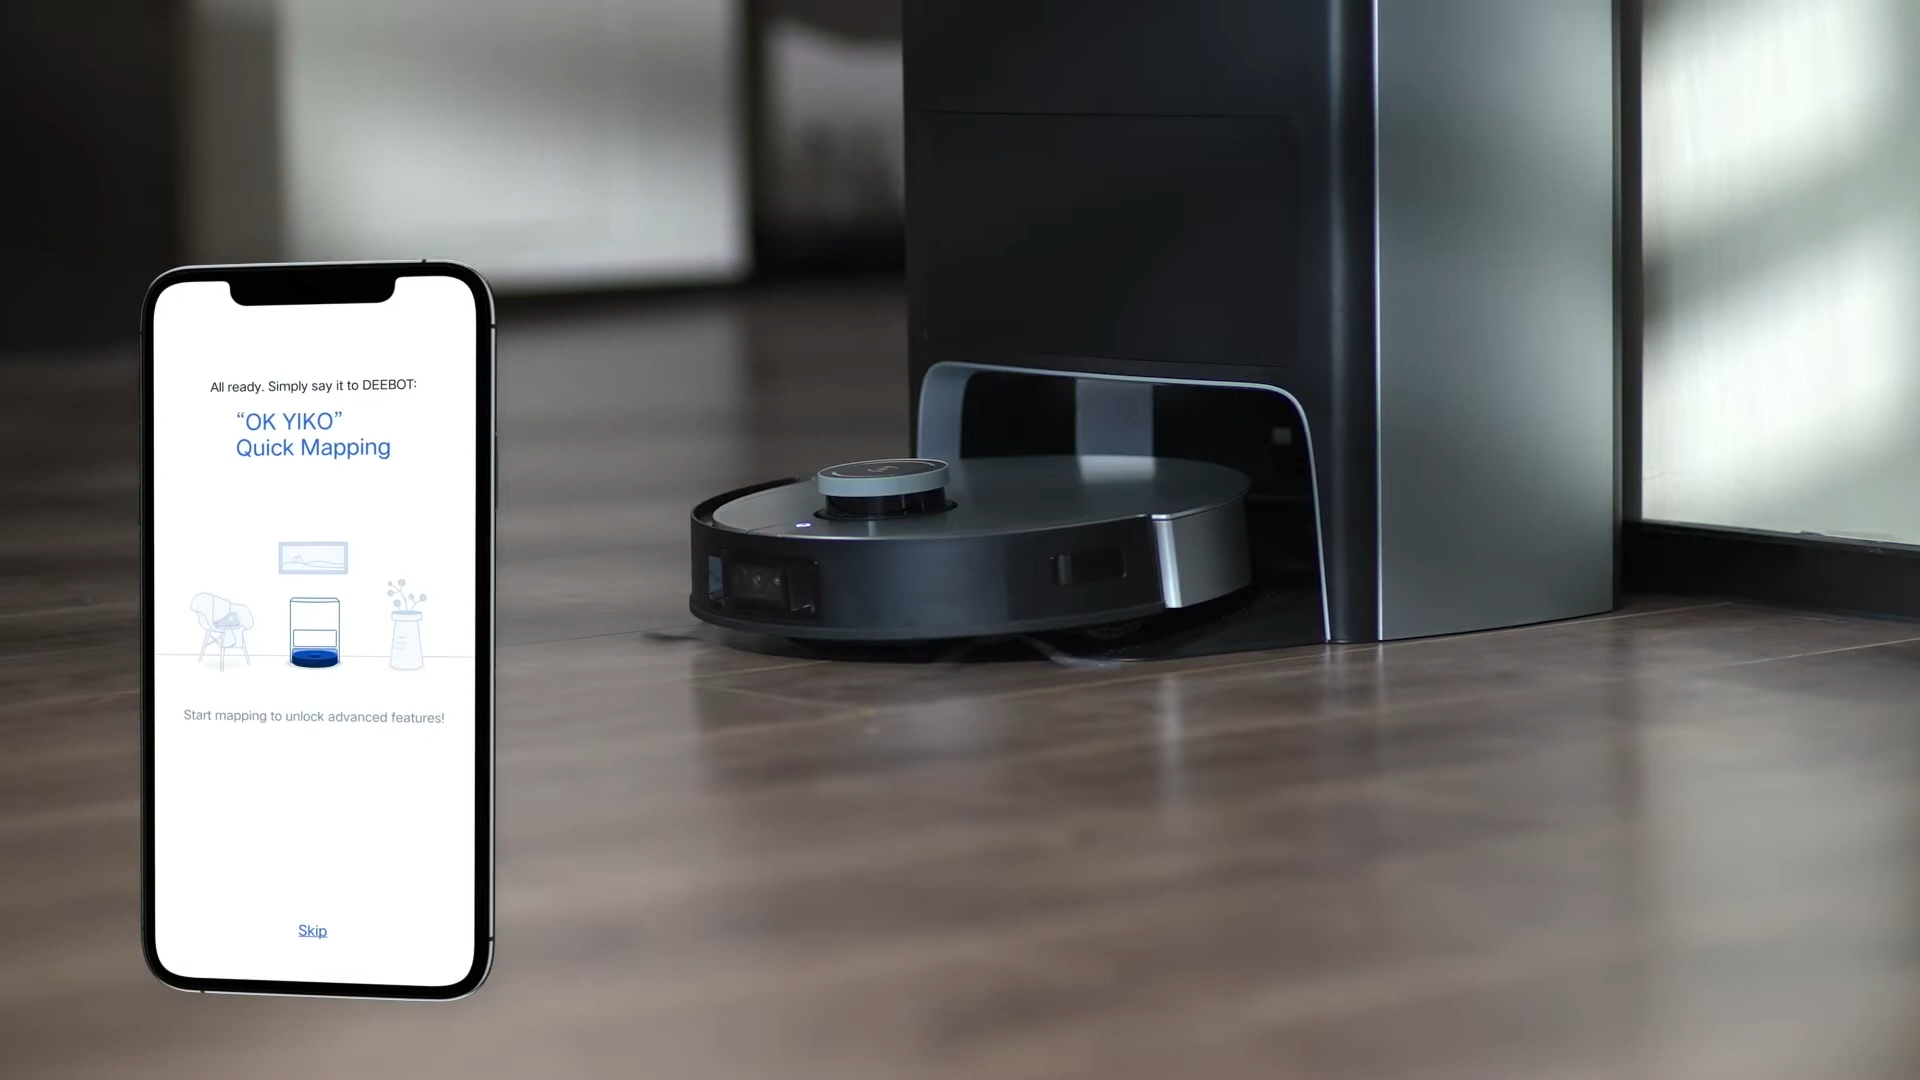 All ready. Simply say it to DEEBOT:
“OK YIKO”
Quick Mapping
Start mapping to unlock advanced features!
Skip